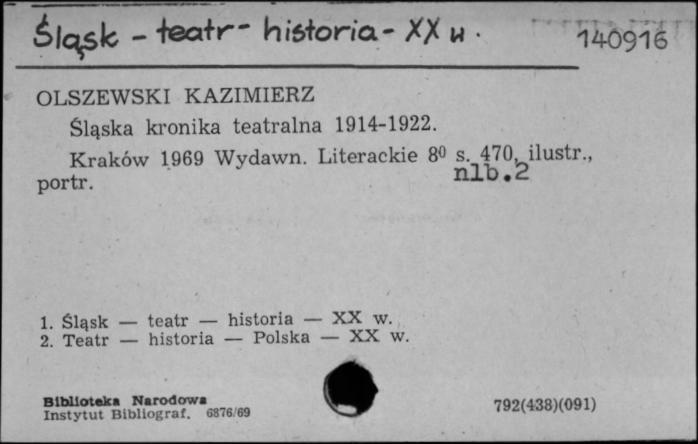 Śląsk - teatr - historia - XX w.
140916
OLSZEWSKI KAZIMIERZ
Śląska kronika teatralna 1914-1922.
Kraków 1969 Wydawn. Literackie 8º s. 470, ilustr.,
nlb.2
portr.
1. Śląsk — teatr — historia — XX w.
2. Teatr — historia — Polska — XX w.
Biblioteka Narodowa
Instytut Bibliograf. 6876/69
792(438)(091)